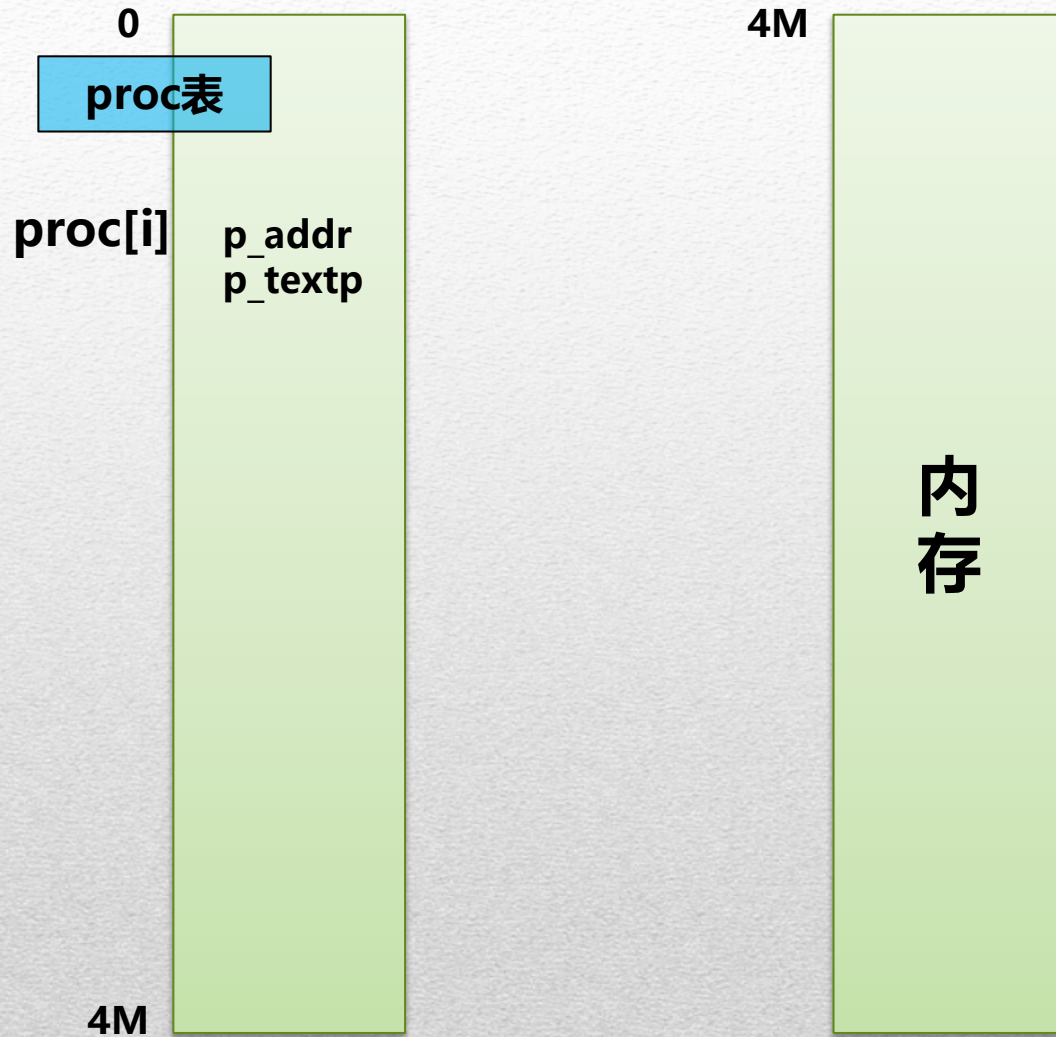 0
proc表
proc[i]
p_addr
p_textp
4M
4M
内
存